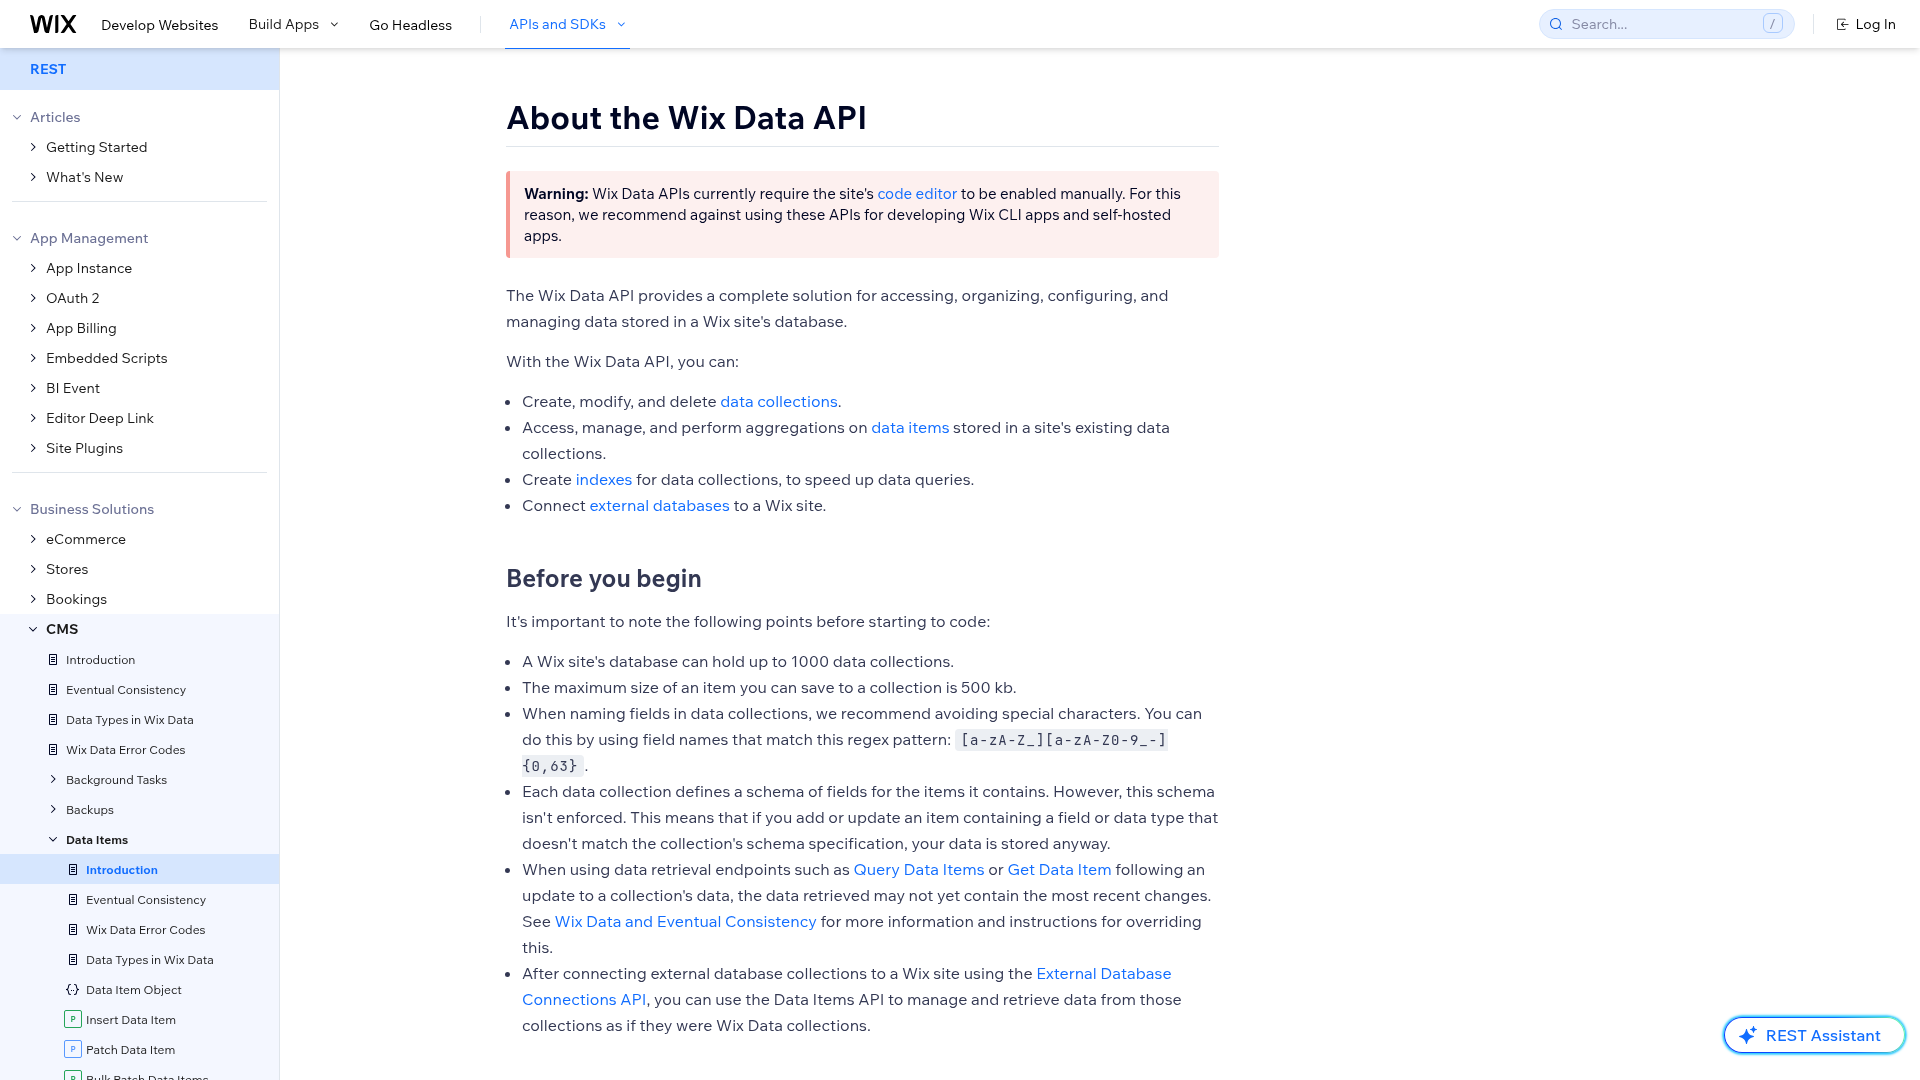 WIX Develop Websites Build Apps Go Headless APIs and SDKs Search... / Log In
REST
Articles
Getting Started
What's New
App Management
App Instance
OAuth 2
App Billing
Embedded Scripts
BI Event
Editor Deep Link
Site Plugins
Business Solutions
eCommerce
Stores
Bookings
CMS
Introduction
Eventual Consistency
Data Types in Wix Data
Wix Data Error Codes
Background Tasks
Backups
Data Items
Introduction
Eventual Consistency
Wix Data Error Codes
Data Types in Wix Data
{·} Data Item Object
P Insert Data Item
P Patch Data Item
P Bulk Patch Data Items
About the Wix Data API
Warning: Wix Data APIs currently require the site's code editor to be enabled manually. For this
reason, we recommend against using these APIs for developing Wix CLI apps and self-hosted
apps.
The Wix Data API provides a complete solution for accessing, organizing, configuring, and
managing data stored in a Wix site's database.
With the Wix Data API, you can:
• Create, modify, and delete data collections.
• Access, manage, and perform aggregations on data items stored in a site's existing data
collections.
• Create indexes for data collections, to speed up data queries.
• Connect external databases to a Wix site.
Before you begin
It's important to note the following points before starting to code:
• A Wix site's database can hold up to 1000 data collections.
• The maximum size of an item you can save to a collection is 500 kb.
• When naming fields in data collections, we recommend avoiding special characters. You can
do this by using field names that match this regex pattern: [a-zA-Z_][a-zA-Z0-9_-]
{0,63} .
• Each data collection defines a schema of fields for the items it contains. However, this schema
isn't enforced. This means that if you add or update an item containing a field or data type that
doesn't match the collection's schema specification, your data is stored anyway.
• When using data retrieval endpoints such as Query Data Items or Get Data Item following an
update to a collection's data, the data retrieved may not yet contain the most recent changes.
See Wix Data and Eventual Consistency for more information and instructions for overriding
this.
• After connecting external database collections to a Wix site using the External Database
Connections API, you can use the Data Items API to manage and retrieve data from those
collections as if they were Wix Data collections.
REST Assistant